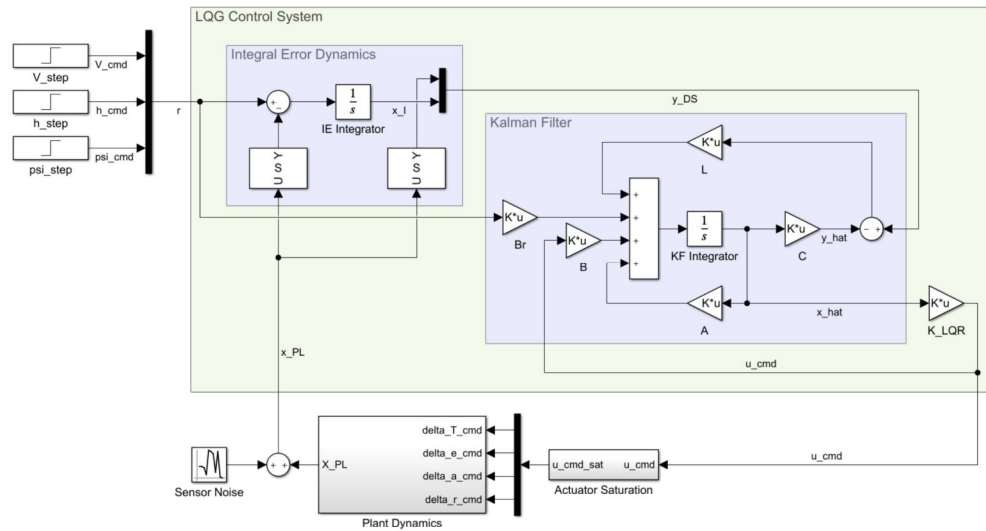 LQG Control System
Integral Error Dynamics
V_step
V_cmd
h_step
h_cmd
psi_step
psi_cmd
r
+
-
1
s
IE Integrator
x_I
U S Y
U S Y
y_DS
Kalman Filter
K*u
L
K*u
Br
K*u
B
+
+
+
+
1
s
KF Integrator
K*u
C
y_hat
- +
K*u
A
x_hat
K*u
K_LQR
u_cmd
x_PL
Sensor Noise
+ +
X_PL
delta_T_cmd
delta_e_cmd
delta_a_cmd
delta_r_cmd
Plant Dynamics
u_cmd_sat
u_cmd
Actuator Saturation
u_cmd